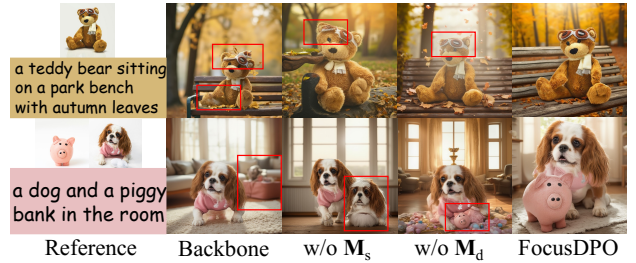 a teddy bear sitting
on a park bench
with autumn leaves
a dog and a piggy
bank in the room
Reference Backbone w/o Mₛ w/o M_d FocusDPO